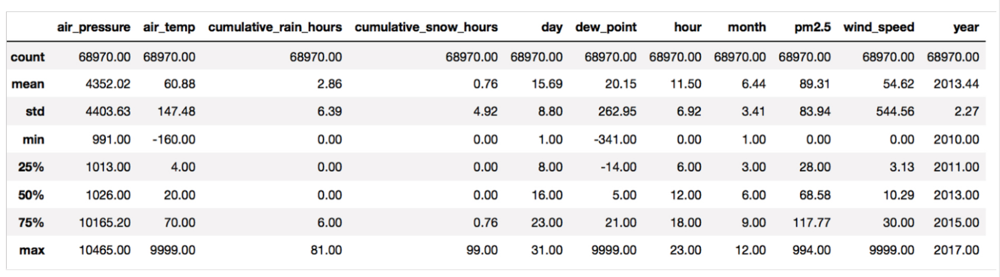 air_pressure air_temp cumulative_rain_hours cumulative_snow_hours day dew_point hour month pm2.5 wind_speed year
count 68970.00 68970.00 68970.00 68970.00 68970.00 68970.00 68970.00 68970.00 68970.00 68970.00 68970.00
mean 4352.02 60.88 2.86 0.76 15.69 20.15 11.50 6.44 89.31 54.62 2013.44
std 4403.63 147.48 6.39 4.92 8.80 262.95 6.92 3.41 83.94 544.56 2.27
min 991.00 -160.00 0.00 0.00 1.00 -341.00 0.00 1.00 0.00 0.00 2010.00
25% 1013.00 4.00 0.00 0.00 8.00 -14.00 6.00 3.00 28.00 3.13 2011.00
50% 1026.00 20.00 0.00 0.00 16.00 5.00 12.00 6.00 68.58 10.29 2013.00
75% 10165.20 70.00 6.00 0.76 23.00 21.00 18.00 9.00 117.77 30.00 2015.00
max 10465.00 9999.00 81.00 99.00 31.00 9999.00 23.00 12.00 994.00 9999.00 2017.00